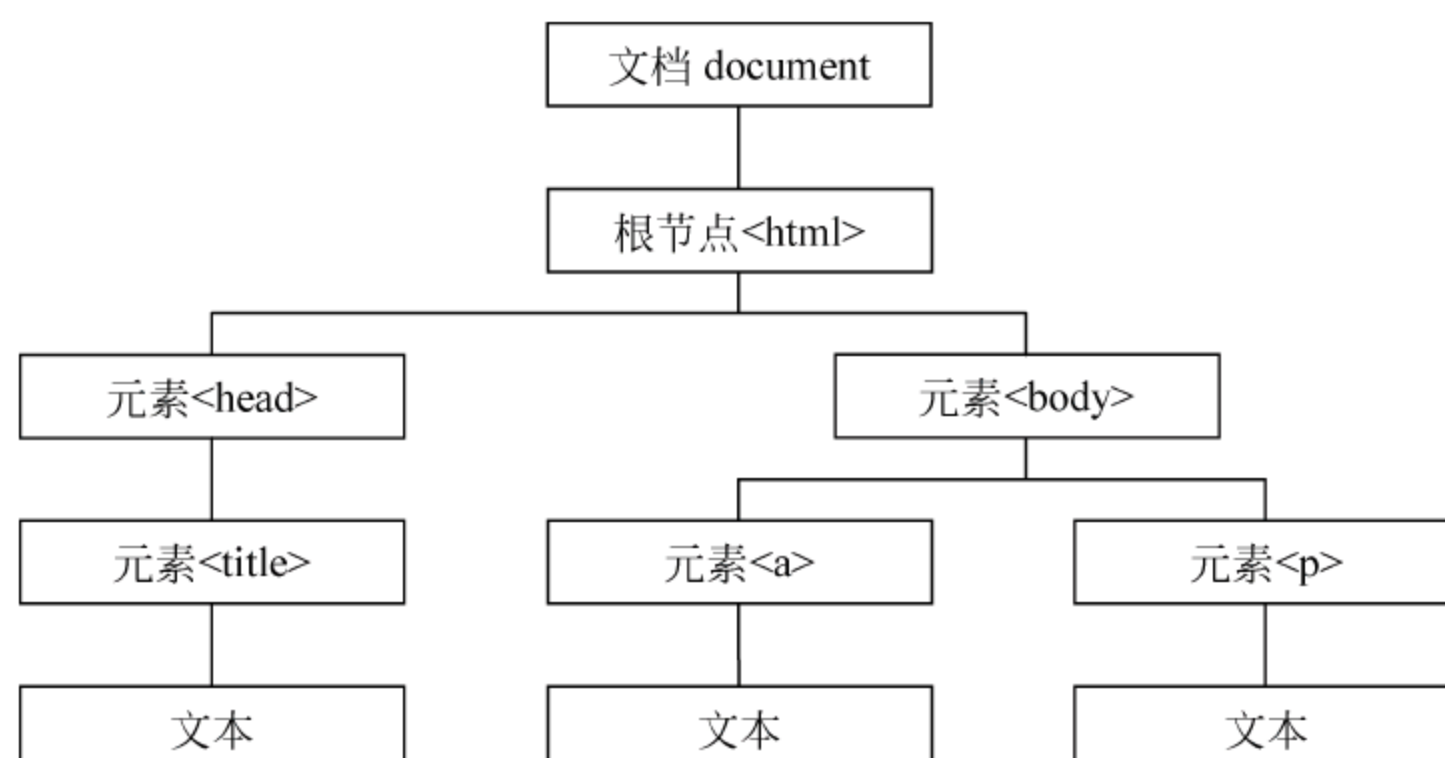 文档 document
根节点<html>
元素<head>
元素<body>
元素<title>
元素<a>
元素<p>
文本
文本
文本